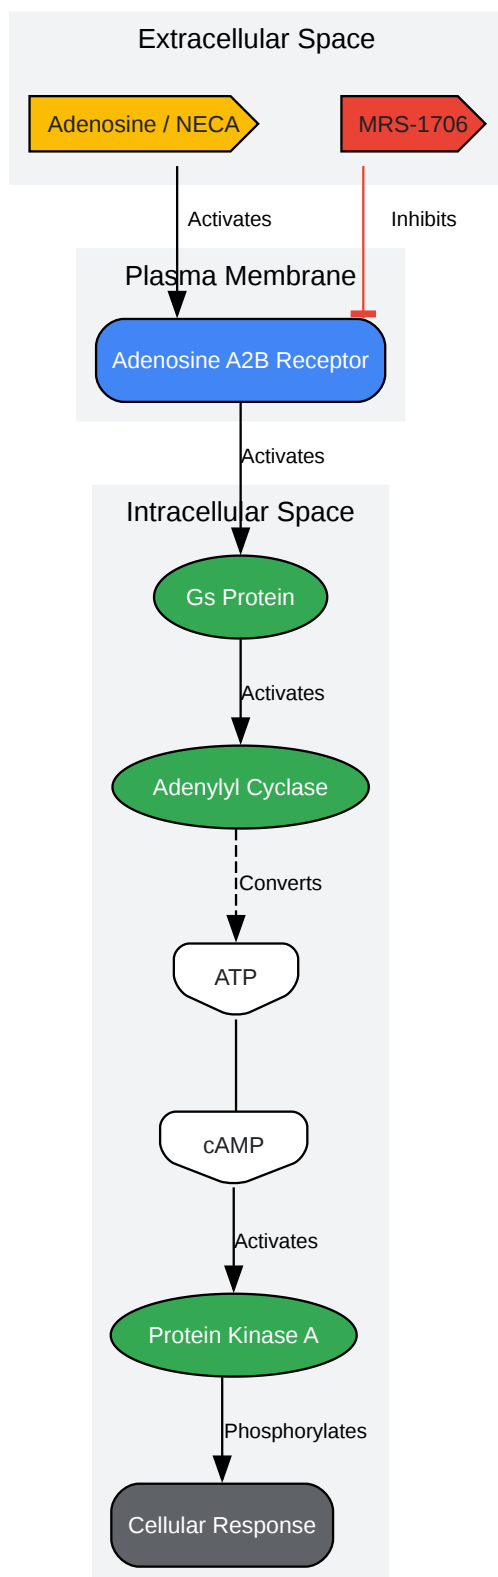 Extracellular Space
Adenosine / NECA
MRS-1706
Activates
Inhibits
Plasma Membrane
Adenosine A2B Receptor
Activates
Intracellular Space
Gs Protein
Activates
Adenylyl Cyclase
Converts
ATP
cAMP
Activates
Protein Kinase A
Phosphorylates
Cellular Response